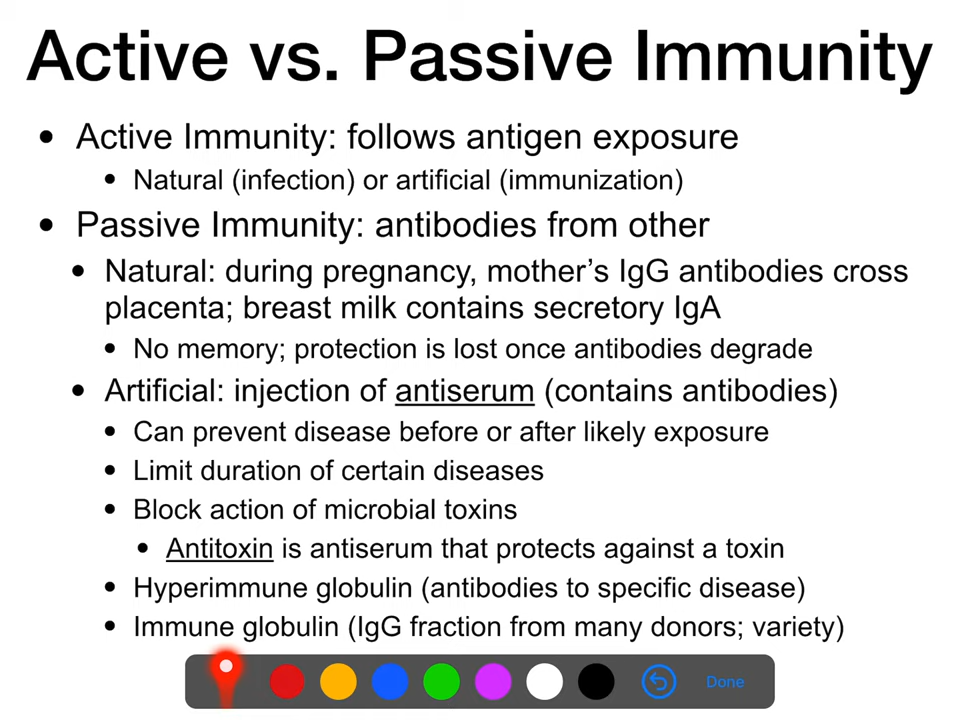 Active vs. Passive Immunity
• Active Immunity: follows antigen exposure
• Natural (infection) or artificial (immunization)
• Passive Immunity: antibodies from other
• Natural: during pregnancy, mother’s IgG antibodies cross
placenta; breast milk contains secretory IgA
• No memory; protection is lost once antibodies degrade
• Artificial: injection of antiserum (contains antibodies)
• Can prevent disease before or after likely exposure
• Limit duration of certain diseases
• Block action of microbial toxins
• Antitoxin is antiserum that protects against a toxin
• Hyperimmune globulin (antibodies to specific disease)
• Immune globulin (IgG fraction from many donors; variety)
Done